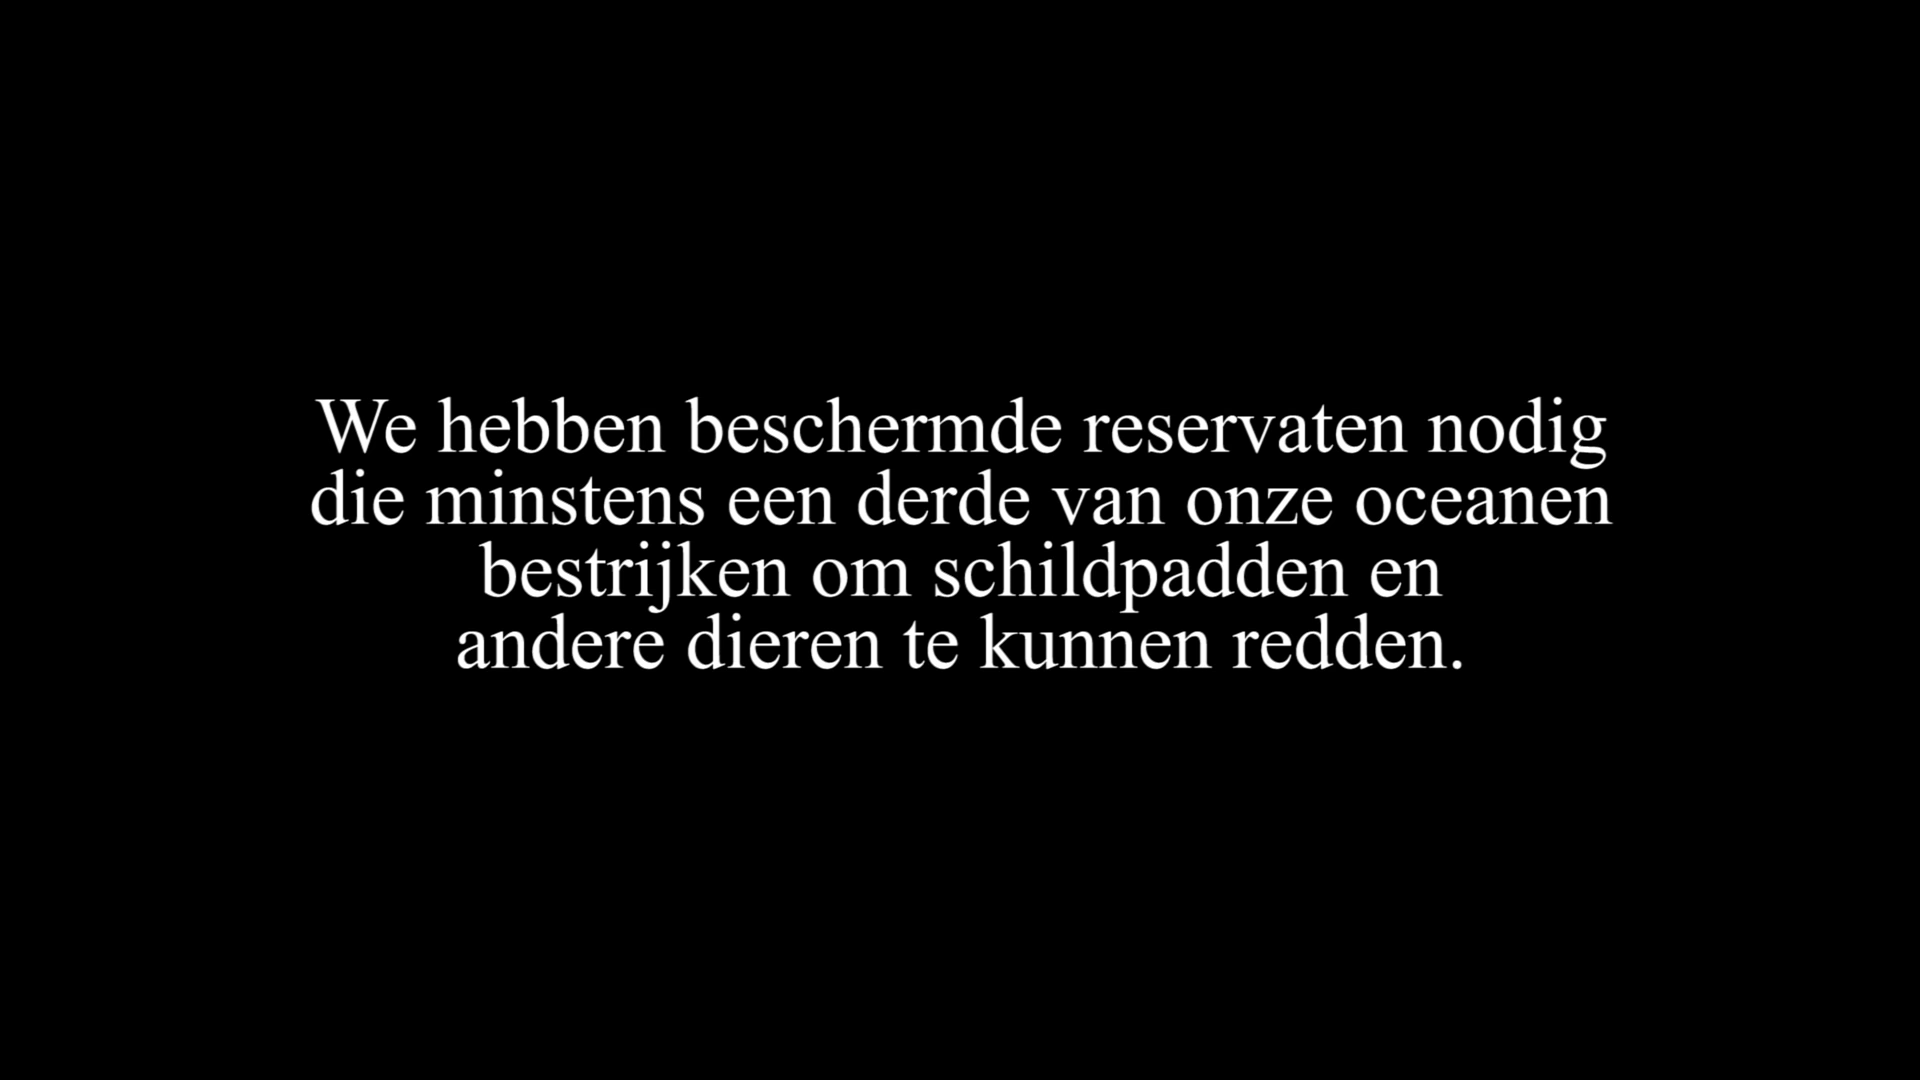 We hebben beschermde reservaten nodig
die minstens een derde van onze oceanen
bestrijken om schildpadden en
andere dieren te kunnen redden.